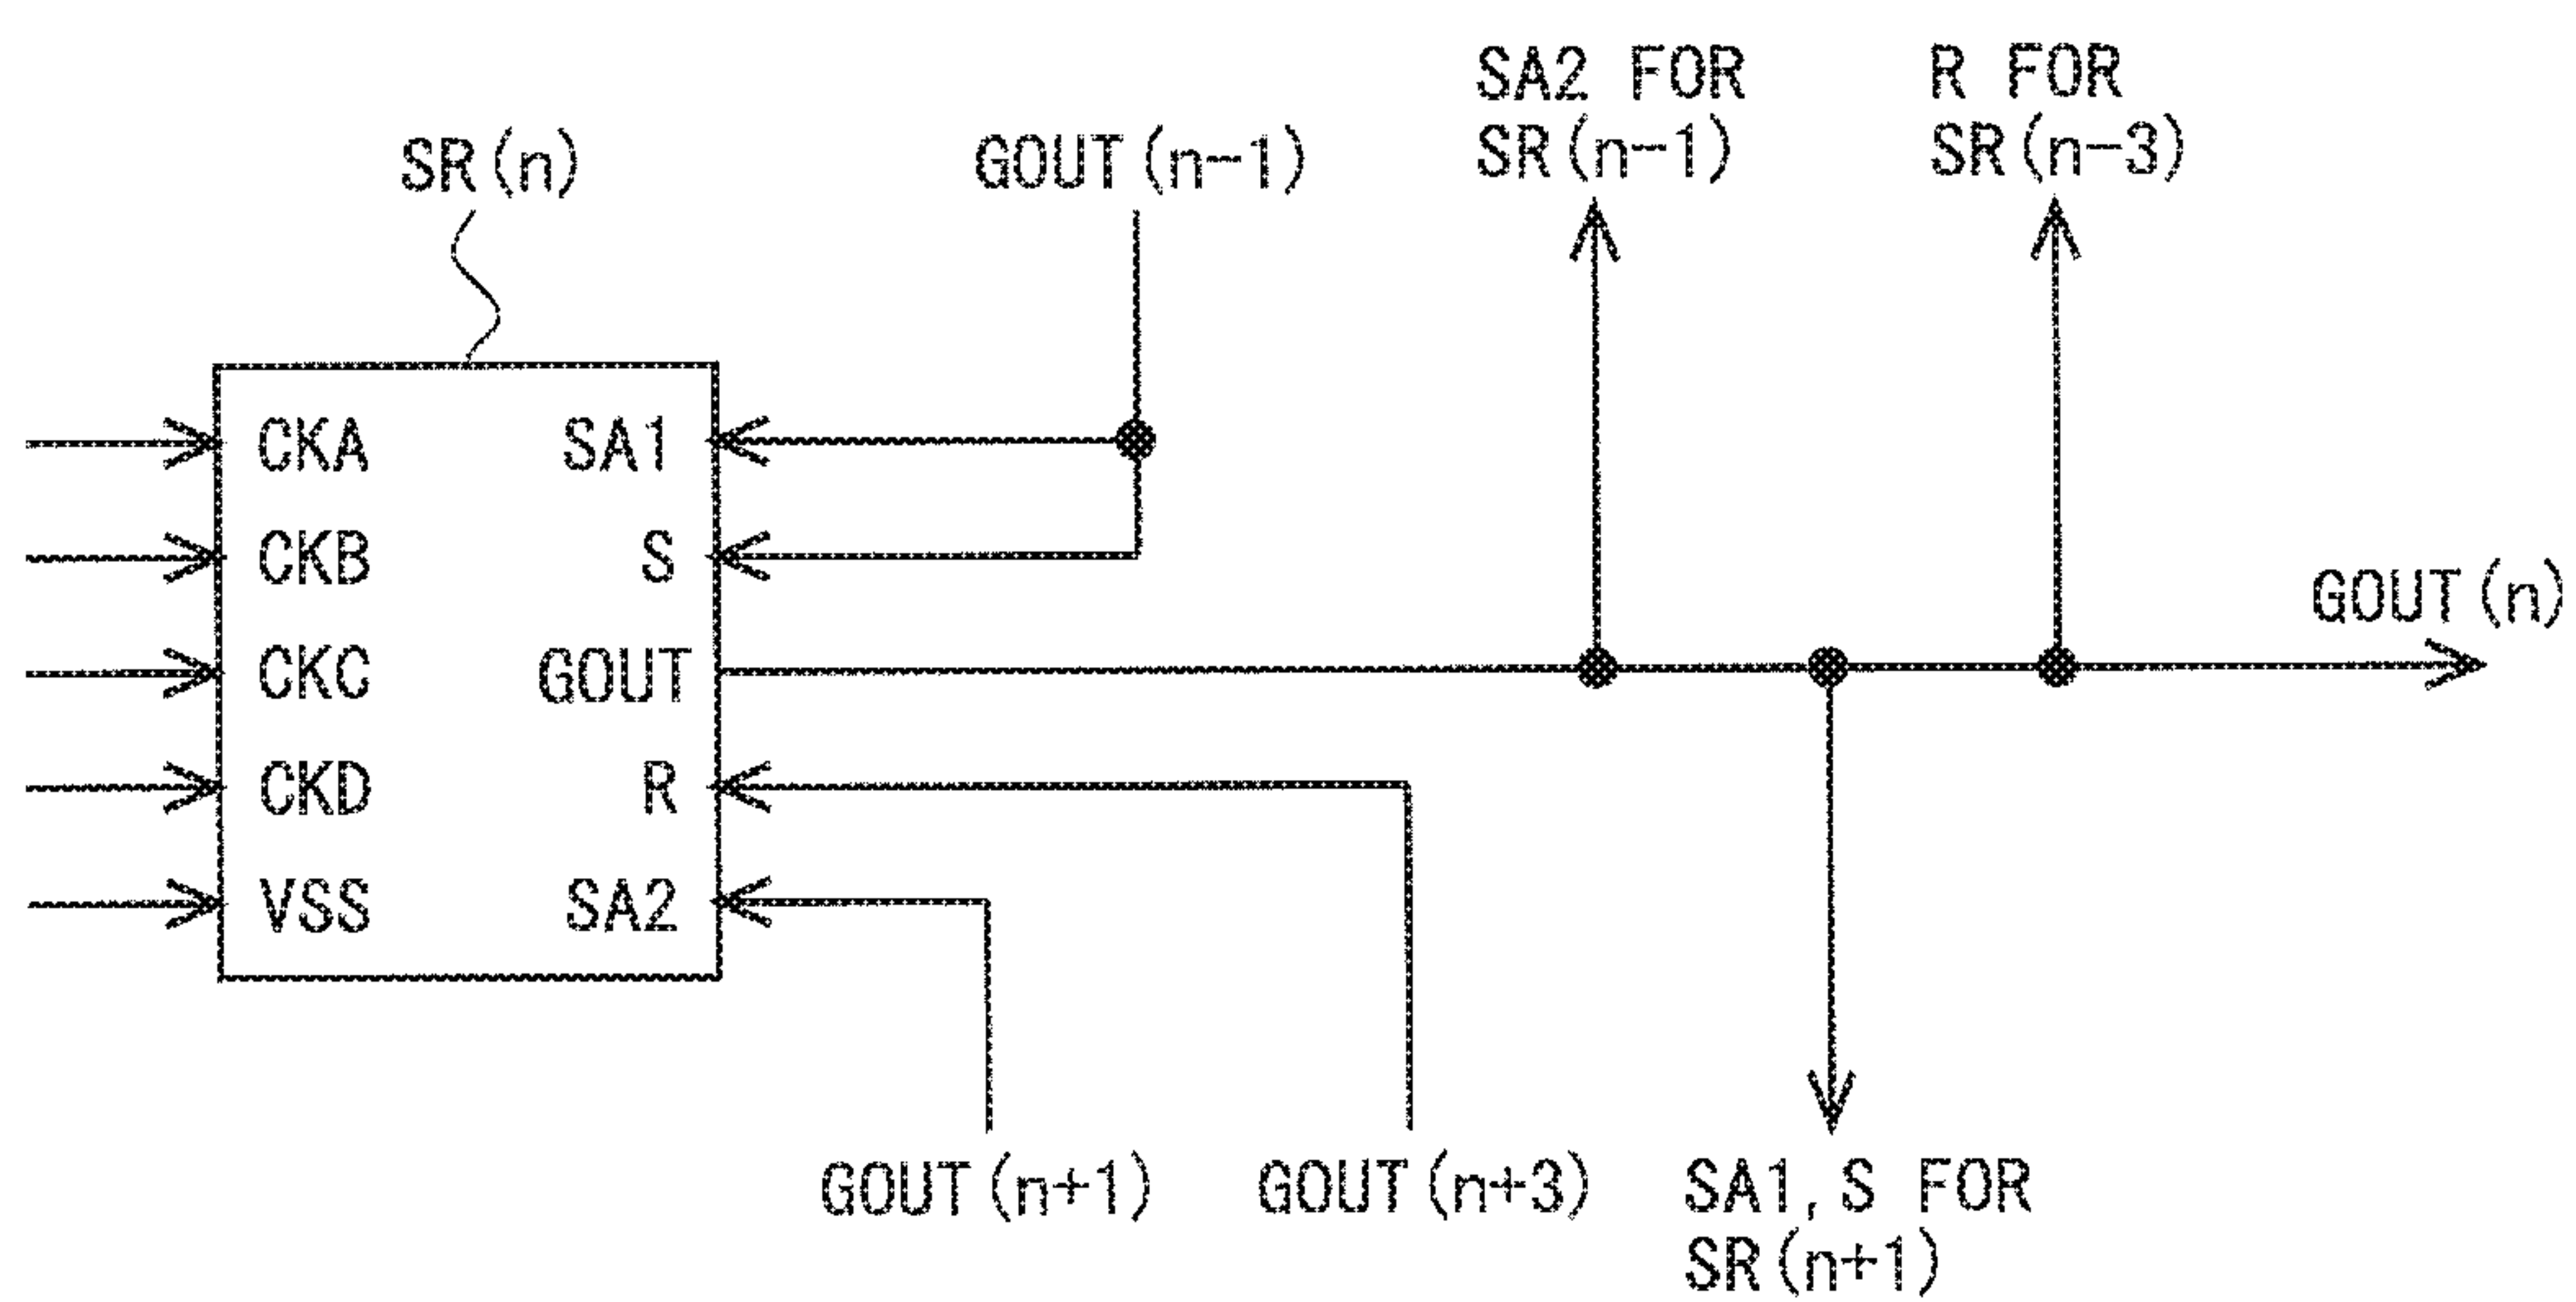 SA2 FOR
SR(n-1)
R FOR
SR(n-3)
SR(n)
GOUT(n-1)
CKA
SA1
CKB
S
GOUT(n)
CKC
GOUT
CKD
R
VSS
SA2
GOUT(n+1)
GOUT(n+3)
SA1,S FOR
SR(n+1)